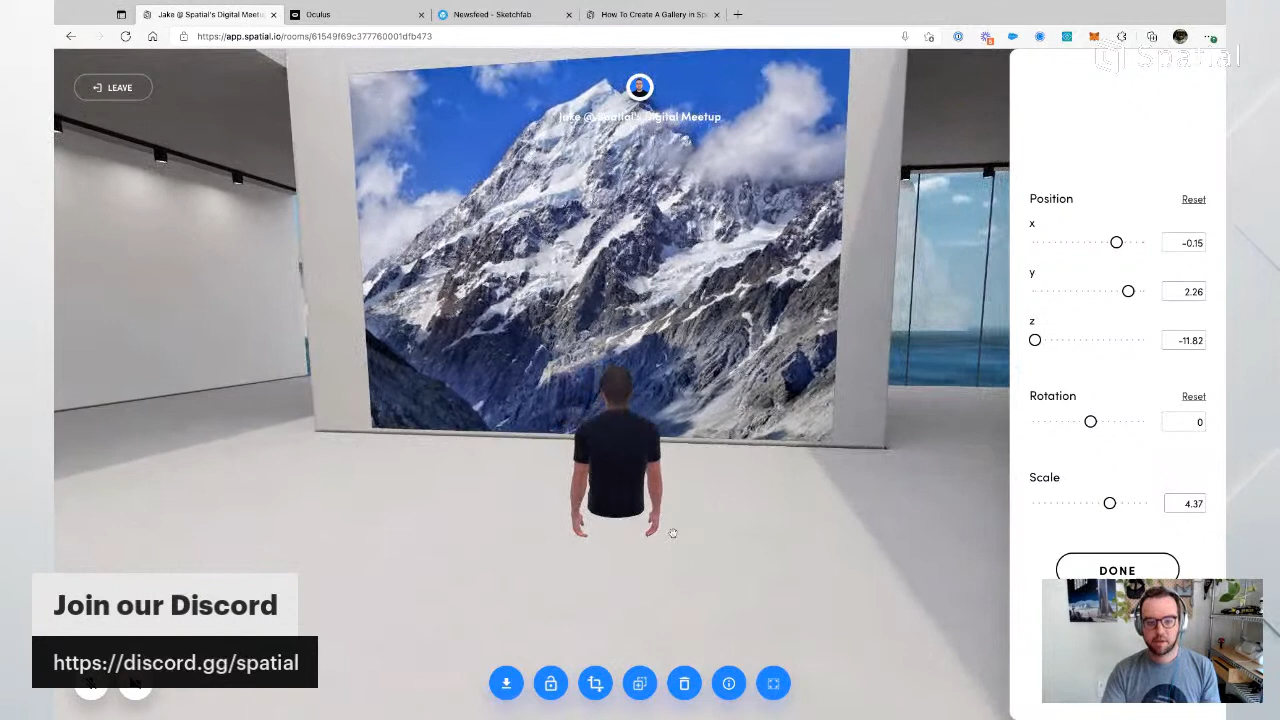 Jake @ Spatial's Digital Meetu
Oculus
Newsfeed - Sketchfab
How To Create A Gallery in Sp
https://app.spatial.io/rooms/61549f69c377760001dfb473
Spatial
LEAVE
Jake @ Spatial's Digital Meetup
Position
Reset
x
-0.15
y
2.26
z
-11.82
Rotation
Reset
0
Scale
4.37
DONE
Join our Discord
https://discord.gg/spatial